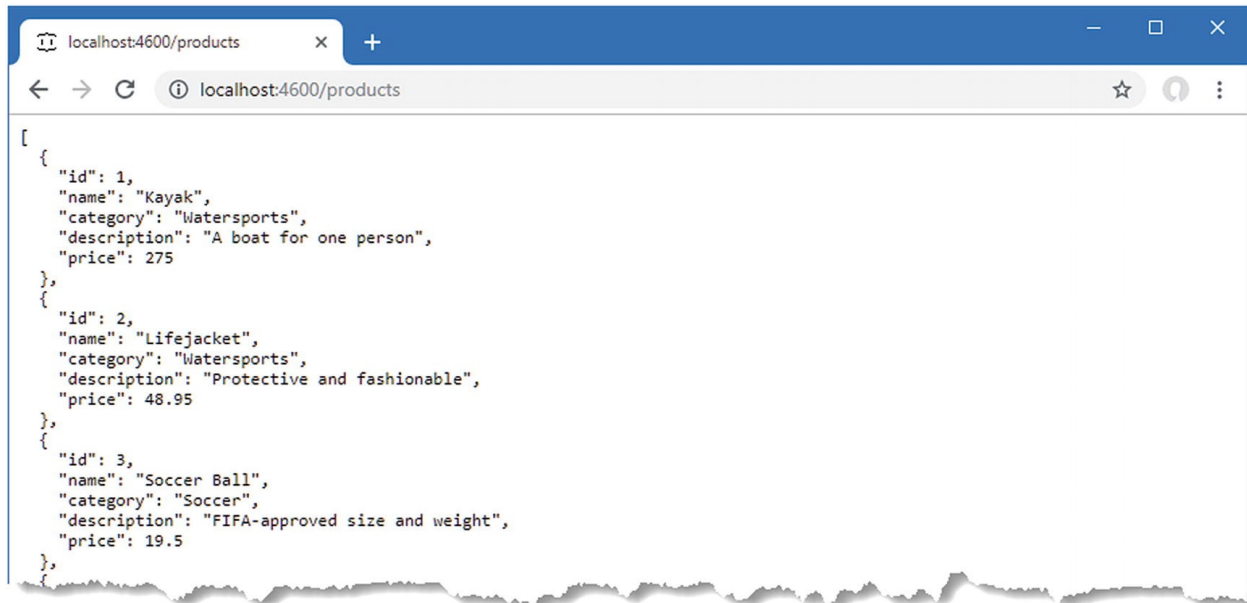 localhost:4600/products
localhost:4600/products
[
  {
    "id": 1,
    "name": "Kayak",
    "category": "Watersports",
    "description": "A boat for one person",
    "price": 275
  },
  {
    "id": 2,
    "name": "Lifejacket",
    "category": "Watersports",
    "description": "Protective and fashionable",
    "price": 48.95
  },
  {
    "id": 3,
    "name": "Soccer Ball",
    "category": "Soccer",
    "description": "FIFA-approved size and weight",
    "price": 19.5
  },
  {